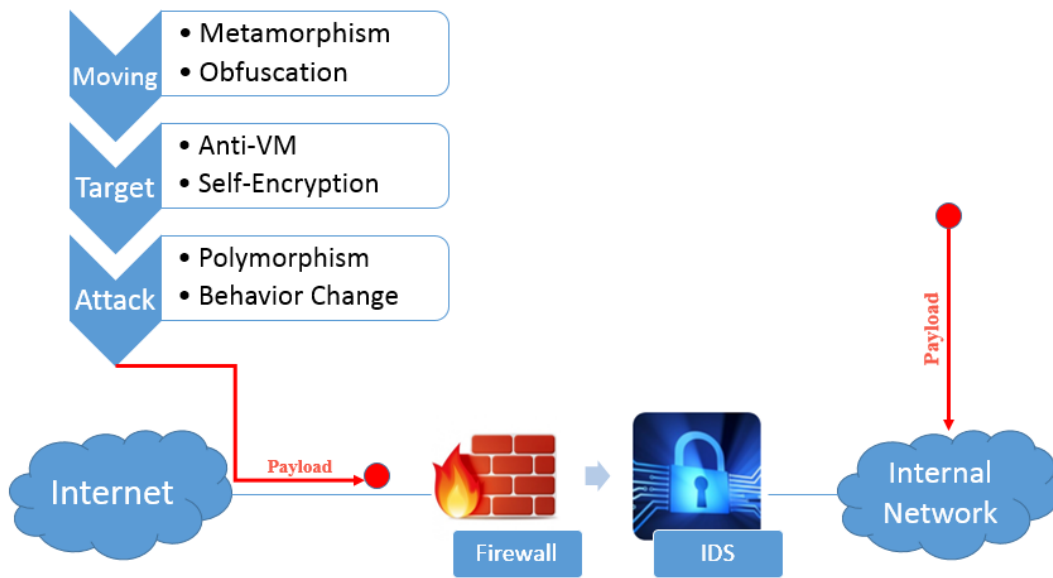 Moving
• Metamorphism
• Obfuscation
Target
• Anti-VM
• Self-Encryption
Attack
• Polymorphism
• Behavior Change
Payload
Payload
Internet
Firewall
IDS
Internal
Network